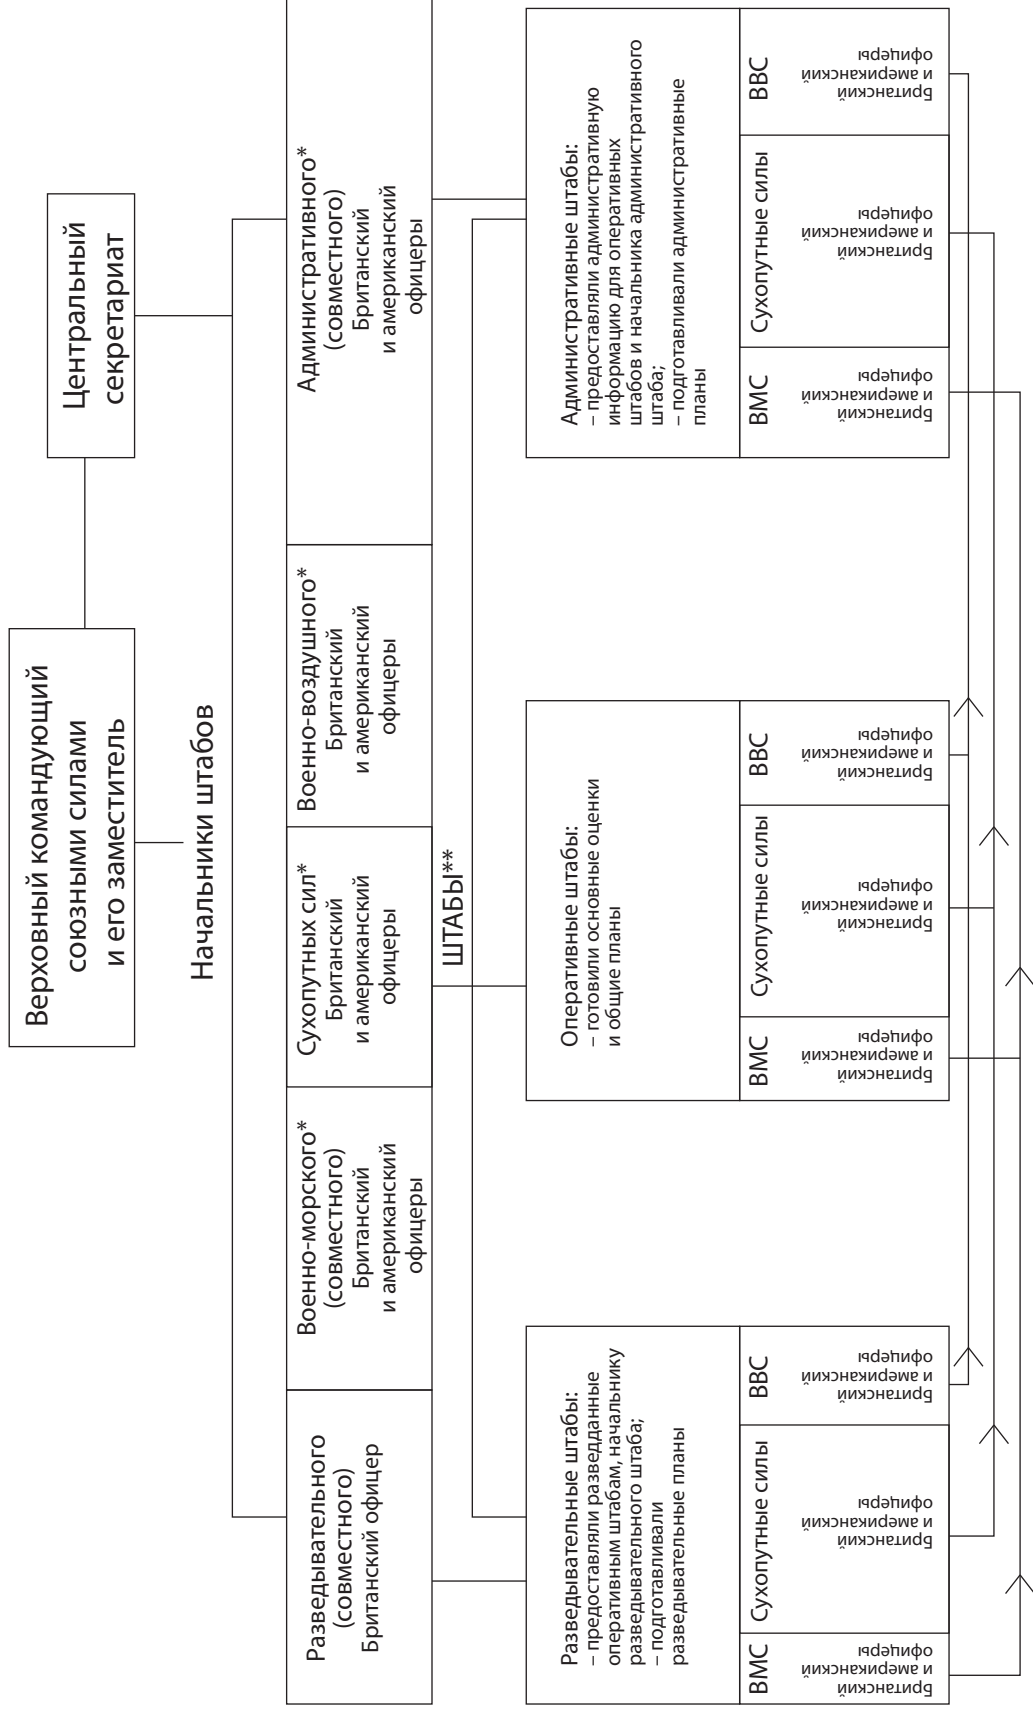 Верховный командующий
союзными силами
и его заместитель
Центральный
секретариат
Начальники штабов
Разведывательного
(совместного)
Британский офицер
Военно-морского*
(совместного)
Британский
и американский
офицеры
Сухопутных сил*
Британский
и американский
офицеры
Военно-воздушного*
Британский
и американский
офицеры
Административного*
(совместного)
Британский
и американский
офицеры
ШТАБЫ**
Разведывательные штабы:
– предоставляли разведданные
оперативным штабам, начальнику
разведывательного штаба;
– подготавливали
разведывательные планы
ВМС
Британский
и американский
офицеры
Сухопутные силы
Британский
и американский
офицеры
ВВС
Британский
и американский
офицеры
Оперативные штабы:
– готовили основные оценки
и общие планы
ВМС
Британский
и американский
офицеры
Сухопутные силы
Британский
и американский
офицеры
ВВС
Британский
и американский
офицеры
Административные штабы:
– предоставляли административную
информацию для оперативных
штабов и начальника административного
штаба;
– подготавливали административные
планы
ВМС
Британский
и американский
офицеры
Сухопутные силы
Британский
и американский
офицеры
ВВС
Британский
и американский
офицеры